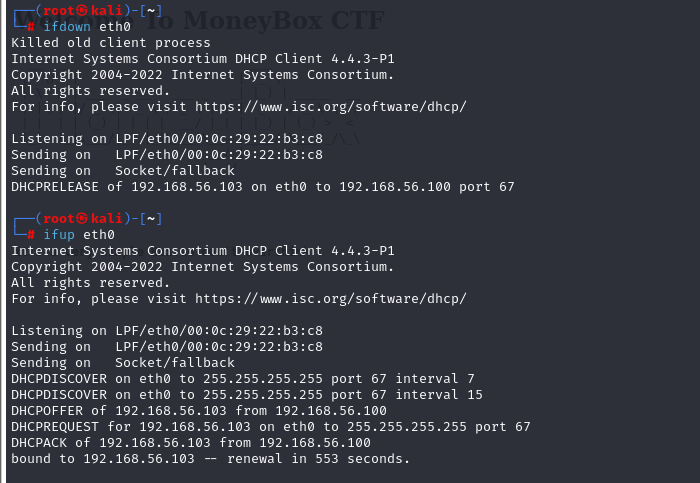 Welcome To MoneyBox CTF
┌──(root㉿kali)-[~]
└─# ifdown eth0
Killed old client process
Internet Systems Consortium DHCP Client 4.4.3-P1
Copyright 2004-2022 Internet Systems Consortium.
All rights reserved.
For info, please visit https://www.isc.org/software/dhcp/

Listening on LPF/eth0/00:0c:29:22:b3:c8
Sending on   LPF/eth0/00:0c:29:22:b3:c8
Sending on   Socket/fallback
DHCPRELEASE of 192.168.56.103 on eth0 to 192.168.56.100 port 67

┌──(root㉿kali)-[~]
└─# ifup eth0
Internet Systems Consortium DHCP Client 4.4.3-P1
Copyright 2004-2022 Internet Systems Consortium.
All rights reserved.
For info, please visit https://www.isc.org/software/dhcp/

Listening on LPF/eth0/00:0c:29:22:b3:c8
Sending on   LPF/eth0/00:0c:29:22:b3:c8
Sending on   Socket/fallback
DHCPDISCOVER on eth0 to 255.255.255.255 port 67 interval 7
DHCPDISCOVER on eth0 to 255.255.255.255 port 67 interval 15
DHCPOFFER of 192.168.56.103 from 192.168.56.100
DHCPREQUEST for 192.168.56.103 on eth0 to 255.255.255.255 port 67
DHCPACK of 192.168.56.103 from 192.168.56.100
bound to 192.168.56.103 -- renewal in 553 seconds.